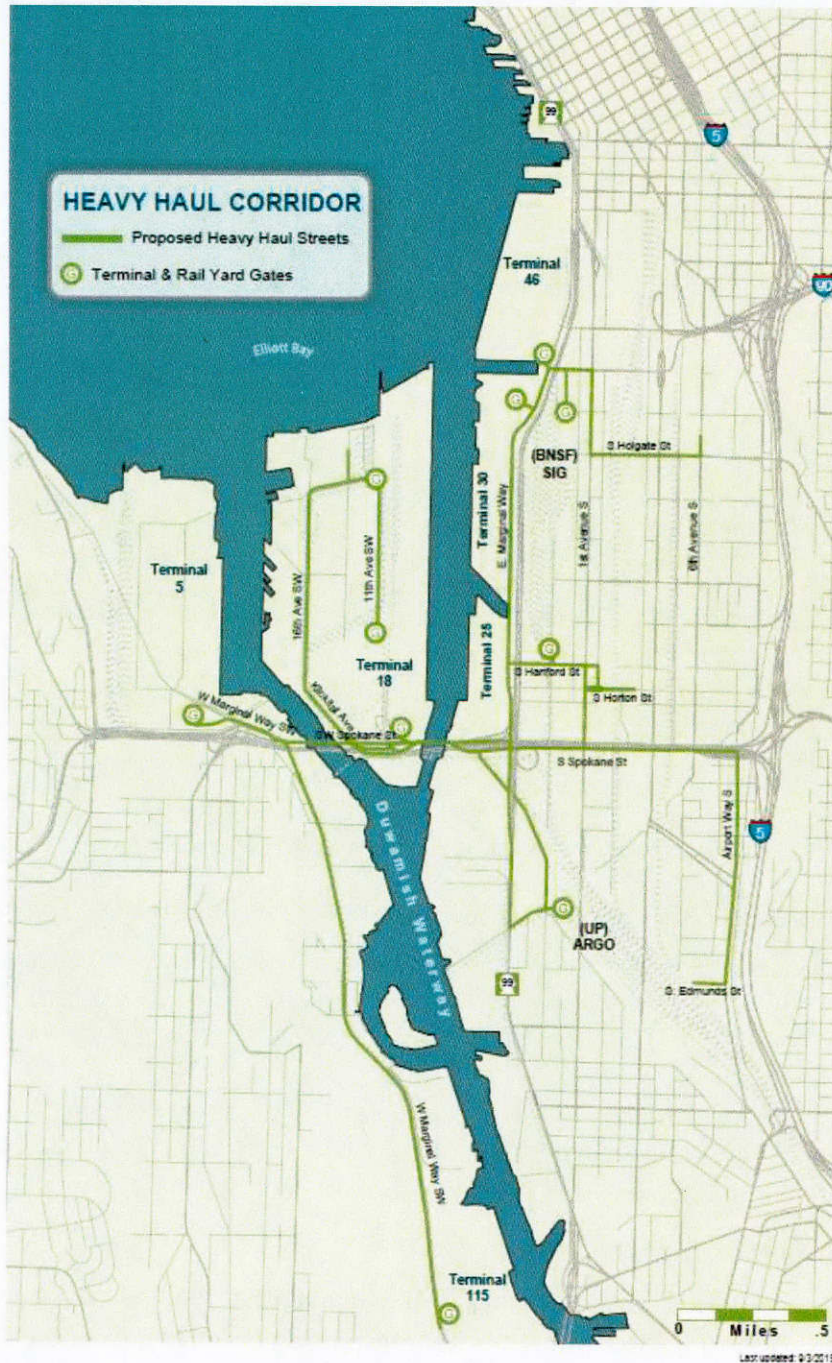 99
5
HEAVY HAUL CORRIDOR
Proposed Heavy Haul Streets
G Terminal & Rail Yard Gates
Terminal
46
90
Elliott Bay
G
G
G
S Holgate St
(BNSF)
SIG
G
Terminal 30
E. Marginal Way
1st Avenue S
6th Avenue S
Terminal
5
16th Ave SW
11th Ave SW
G
Terminal 25
Terminal
18
G
S Hanford St
S Horton St
Klickitat Ave
W Marginal Way SW
G
G
SW Spokane St
S Spokane St
Duwamish Waterway
Airport Way S
5
G
(UP)
ARGO
99
S. Edmunds St
W Marginal Way SW
Terminal
115
G
0 Miles .5